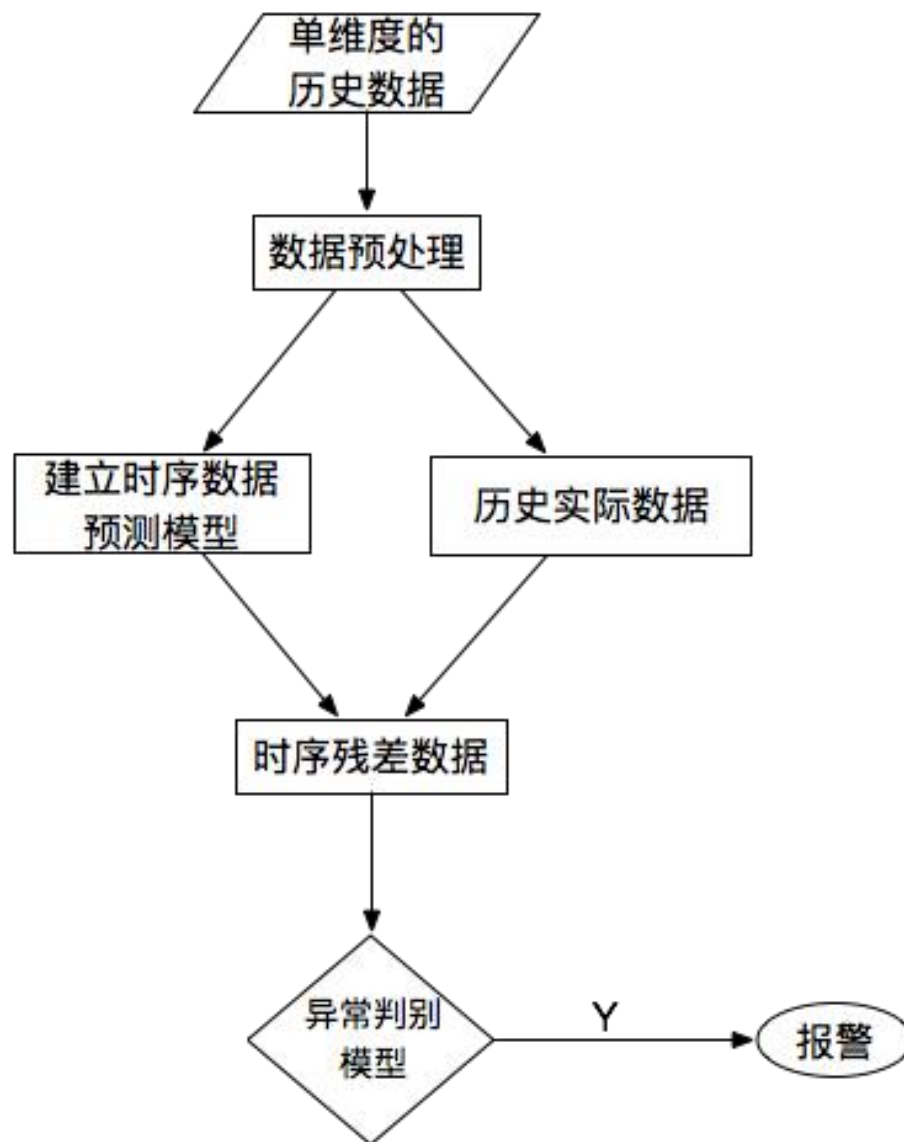 单维度的
历史数据
数据预处理
建立时序数据
预测模型
历史实际数据
时序残差数据
异常判别
模型
Y
报警